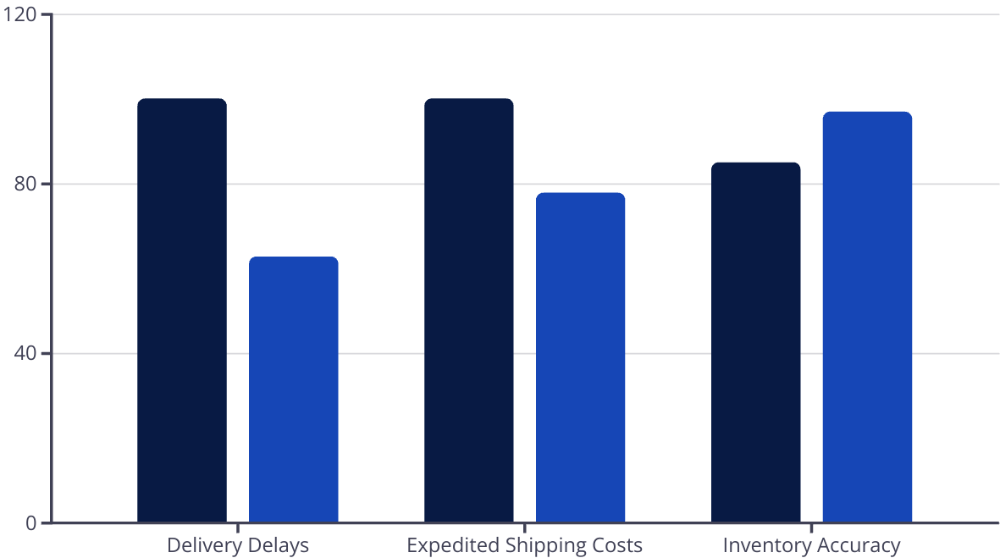 120
80
40
0
Delivery Delays
Expedited Shipping Costs
Inventory Accuracy